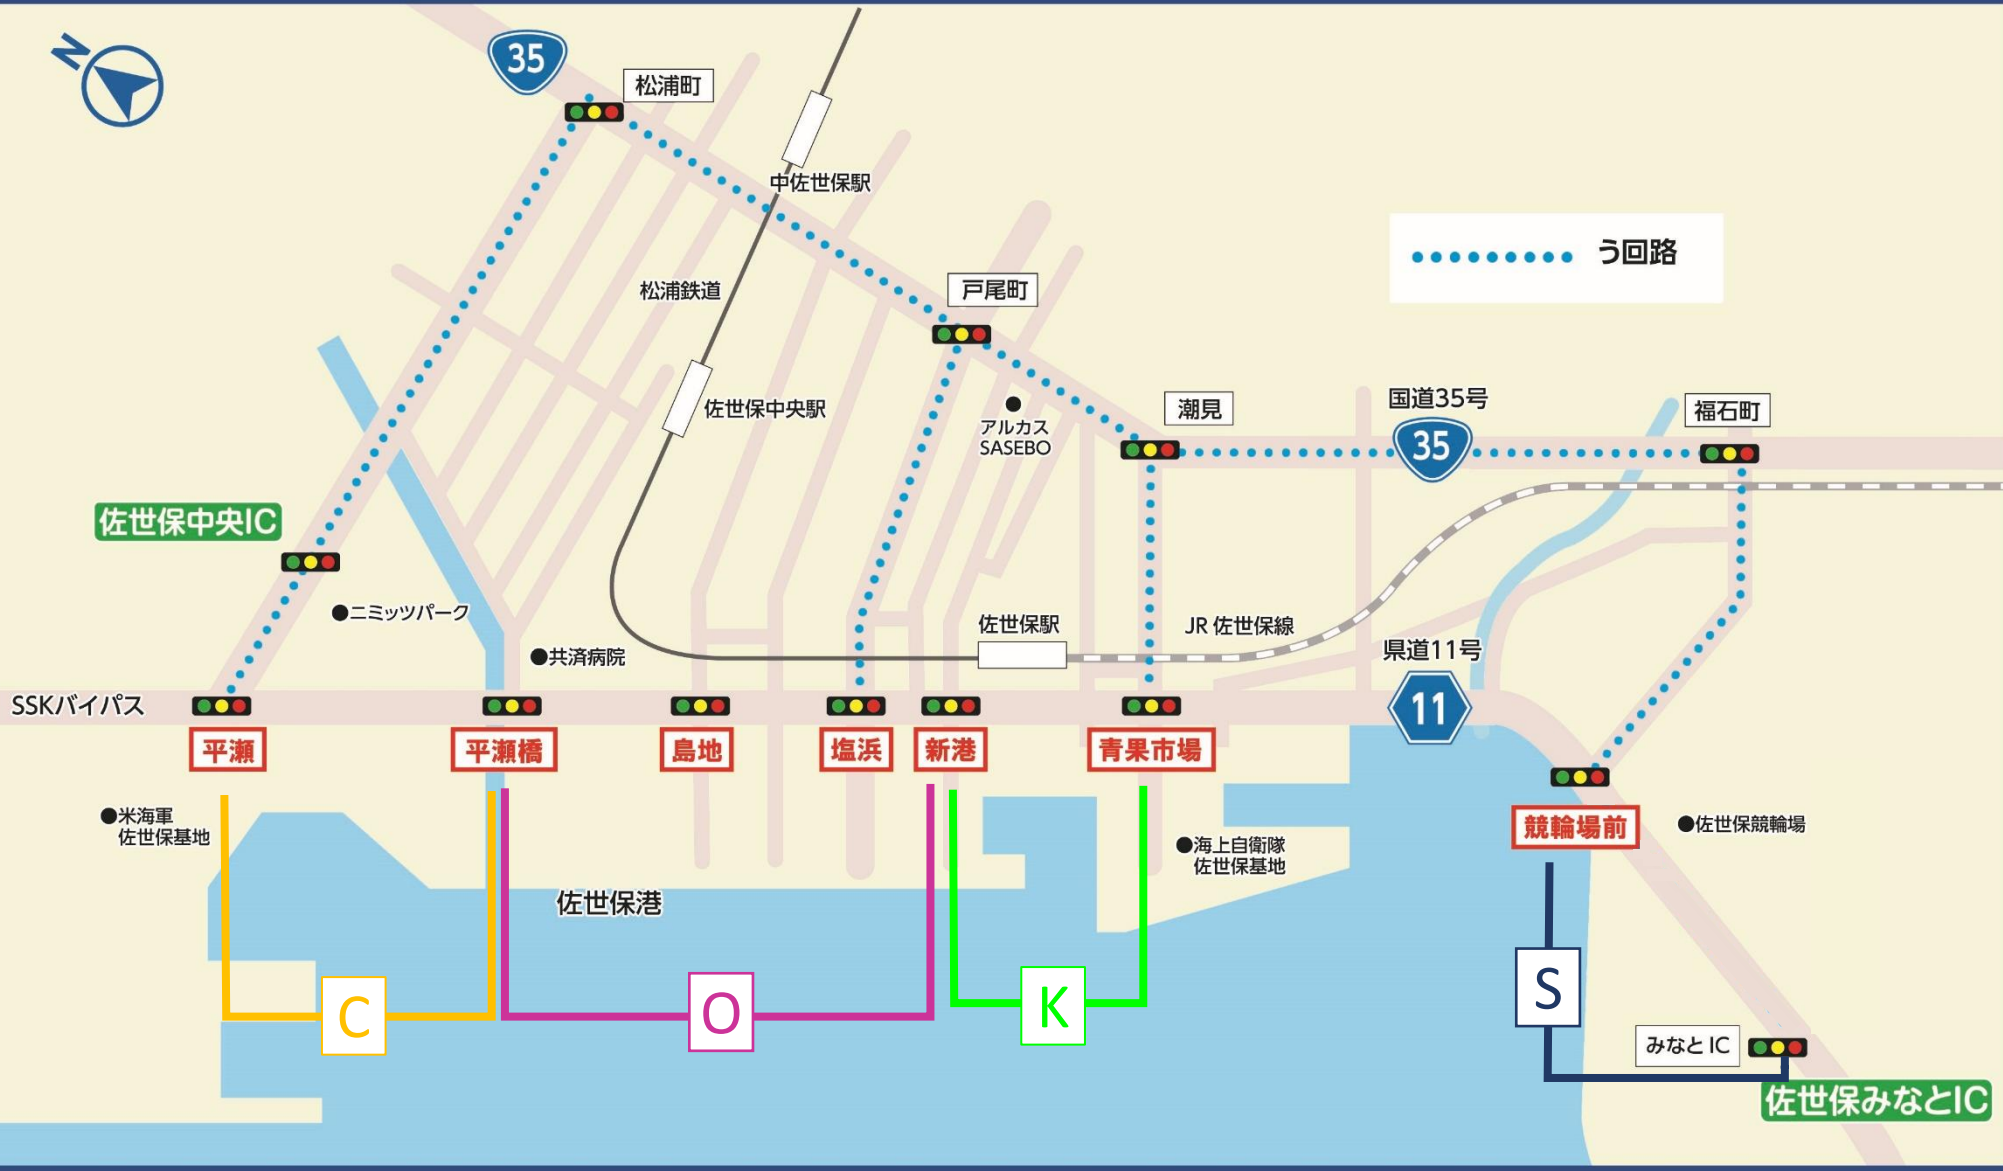 N
35
松浦町
中佐世保駅
う回路
松浦鉄道
戸尾町
佐世保中央駅
アルカス
SASEBO
潮見
国道35号
35
福石町
佐世保中央IC
●ニミッツパーク
●共済病院
佐世保駅
JR 佐世保線
県道11号
11
SSKバイパス
平瀬
平瀬橋
島地
塩浜
新港
青果市場
競輪場前
●米海軍
佐世保基地
●海上自衛隊
佐世保基地
●佐世保競輪場
佐世保港
C
O
K
S
みなとIC
佐世保みなとIC